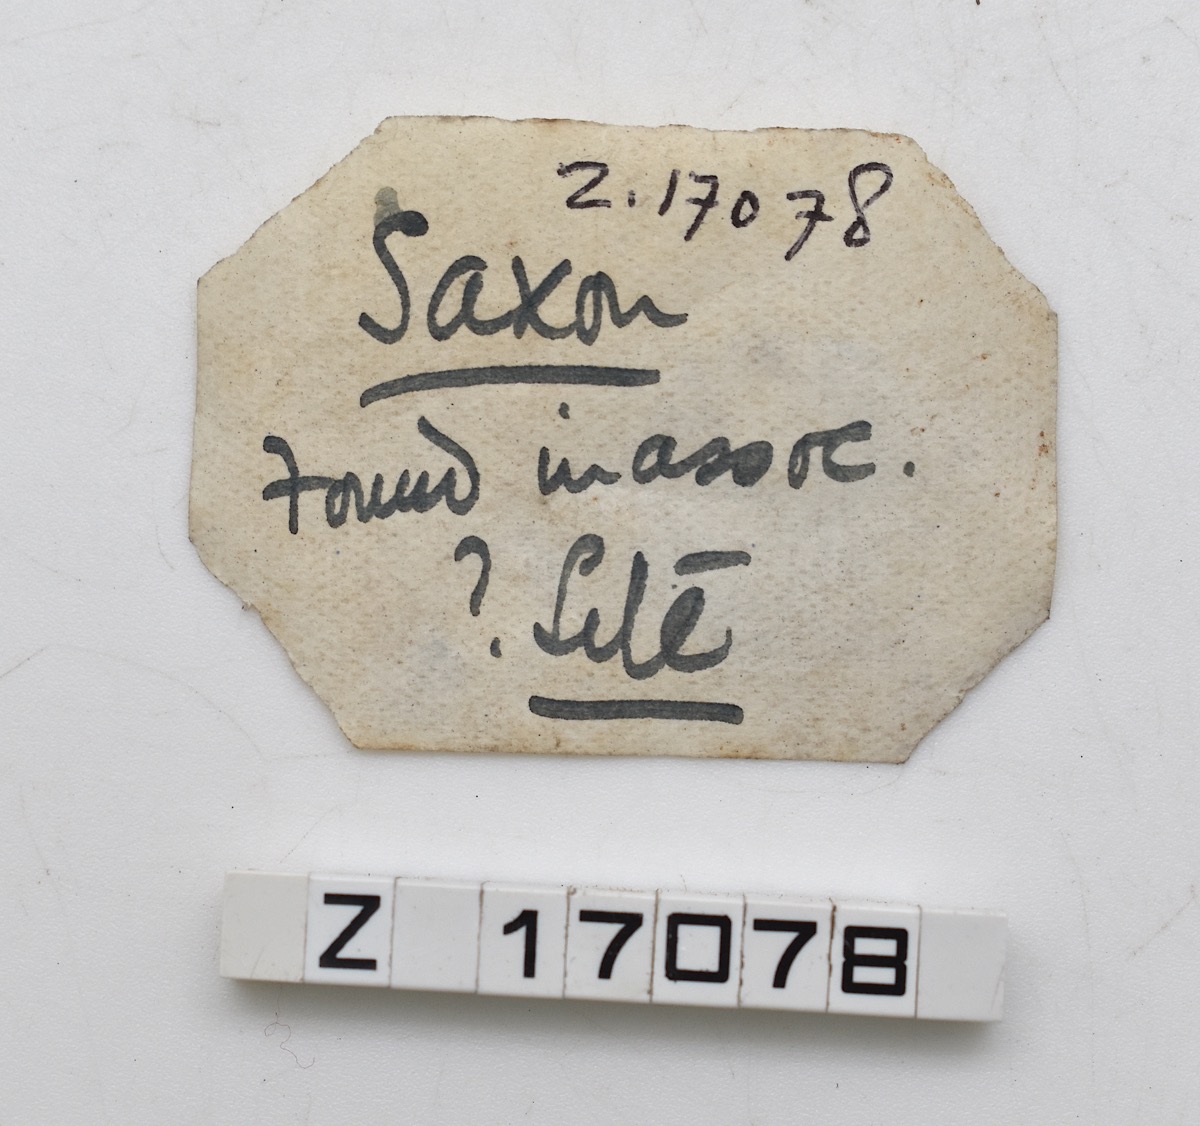 Z.17078
Saxon
Found in assoc.
? Site
Z 17078